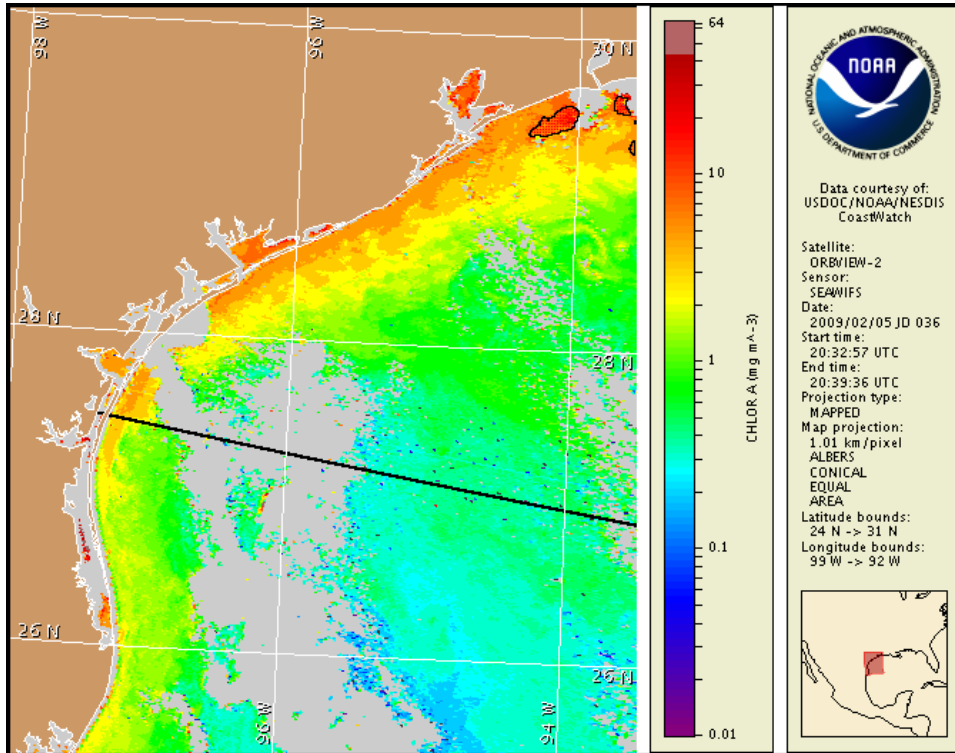 98 W
96 W
30 N
28 N
28 N
26 N
26 N
96 W
94 W
64
10
1
0.1
0.01
CHLOR A (mg m^-3)
NATIONAL OCEANIC AND ATMOSPHERIC ADMINISTRATION
NOAA
U.S. DEPARTMENT OF COMMERCE
Data courtesy of:
USDOC/NOAA/NESDIS
CoastWatch
Satellite:
ORBVIEW-2
Sensor:
SEAWIFS
Date:
2009/02/05 JD 036
Start time:
20:32:57 UTC
End time:
20:39:36 UTC
Projection type:
MAPPED
Map projection:
1.01 km/pixel
ALBERS
CONICAL
EQUAL
AREA
Latitude bounds:
24 N -> 31 N
Longitude bounds:
99 W -> 92 W